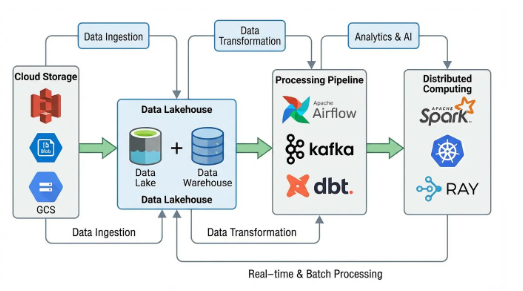 Data Ingestion
Data
Transformation
Analytics & AI
Cloud Storage
GCS
Data Lakehouse
Data
Lake
+
Data
Warehouse
Data Lakehouse
Processing Pipeline
APACHE
Airflow
kafka
dbt.
Distributed
Computing
APACHE
Spark
RAY
Data Ingestion
Data Transformation
Real-time & Batch Processing